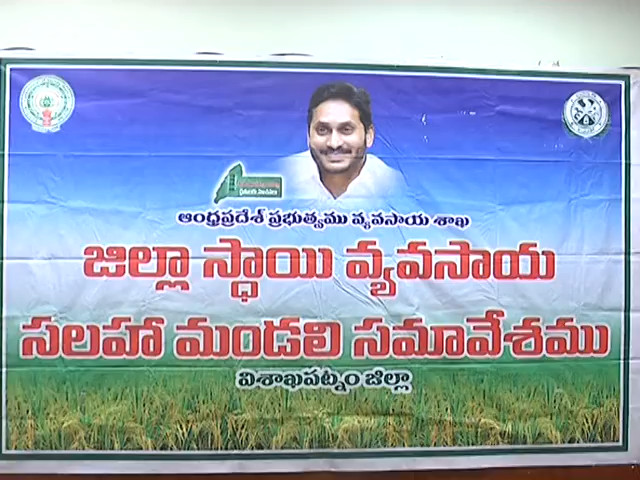 ఆంధ్రప్రదేశ్ ప్రభుత్వము వ్యవసాయ శాఖ
జిల్లా స్థాయి వ్యవసాయ
సలహా మండలి సమావేశము
విశాఖపట్నం జిల్లా